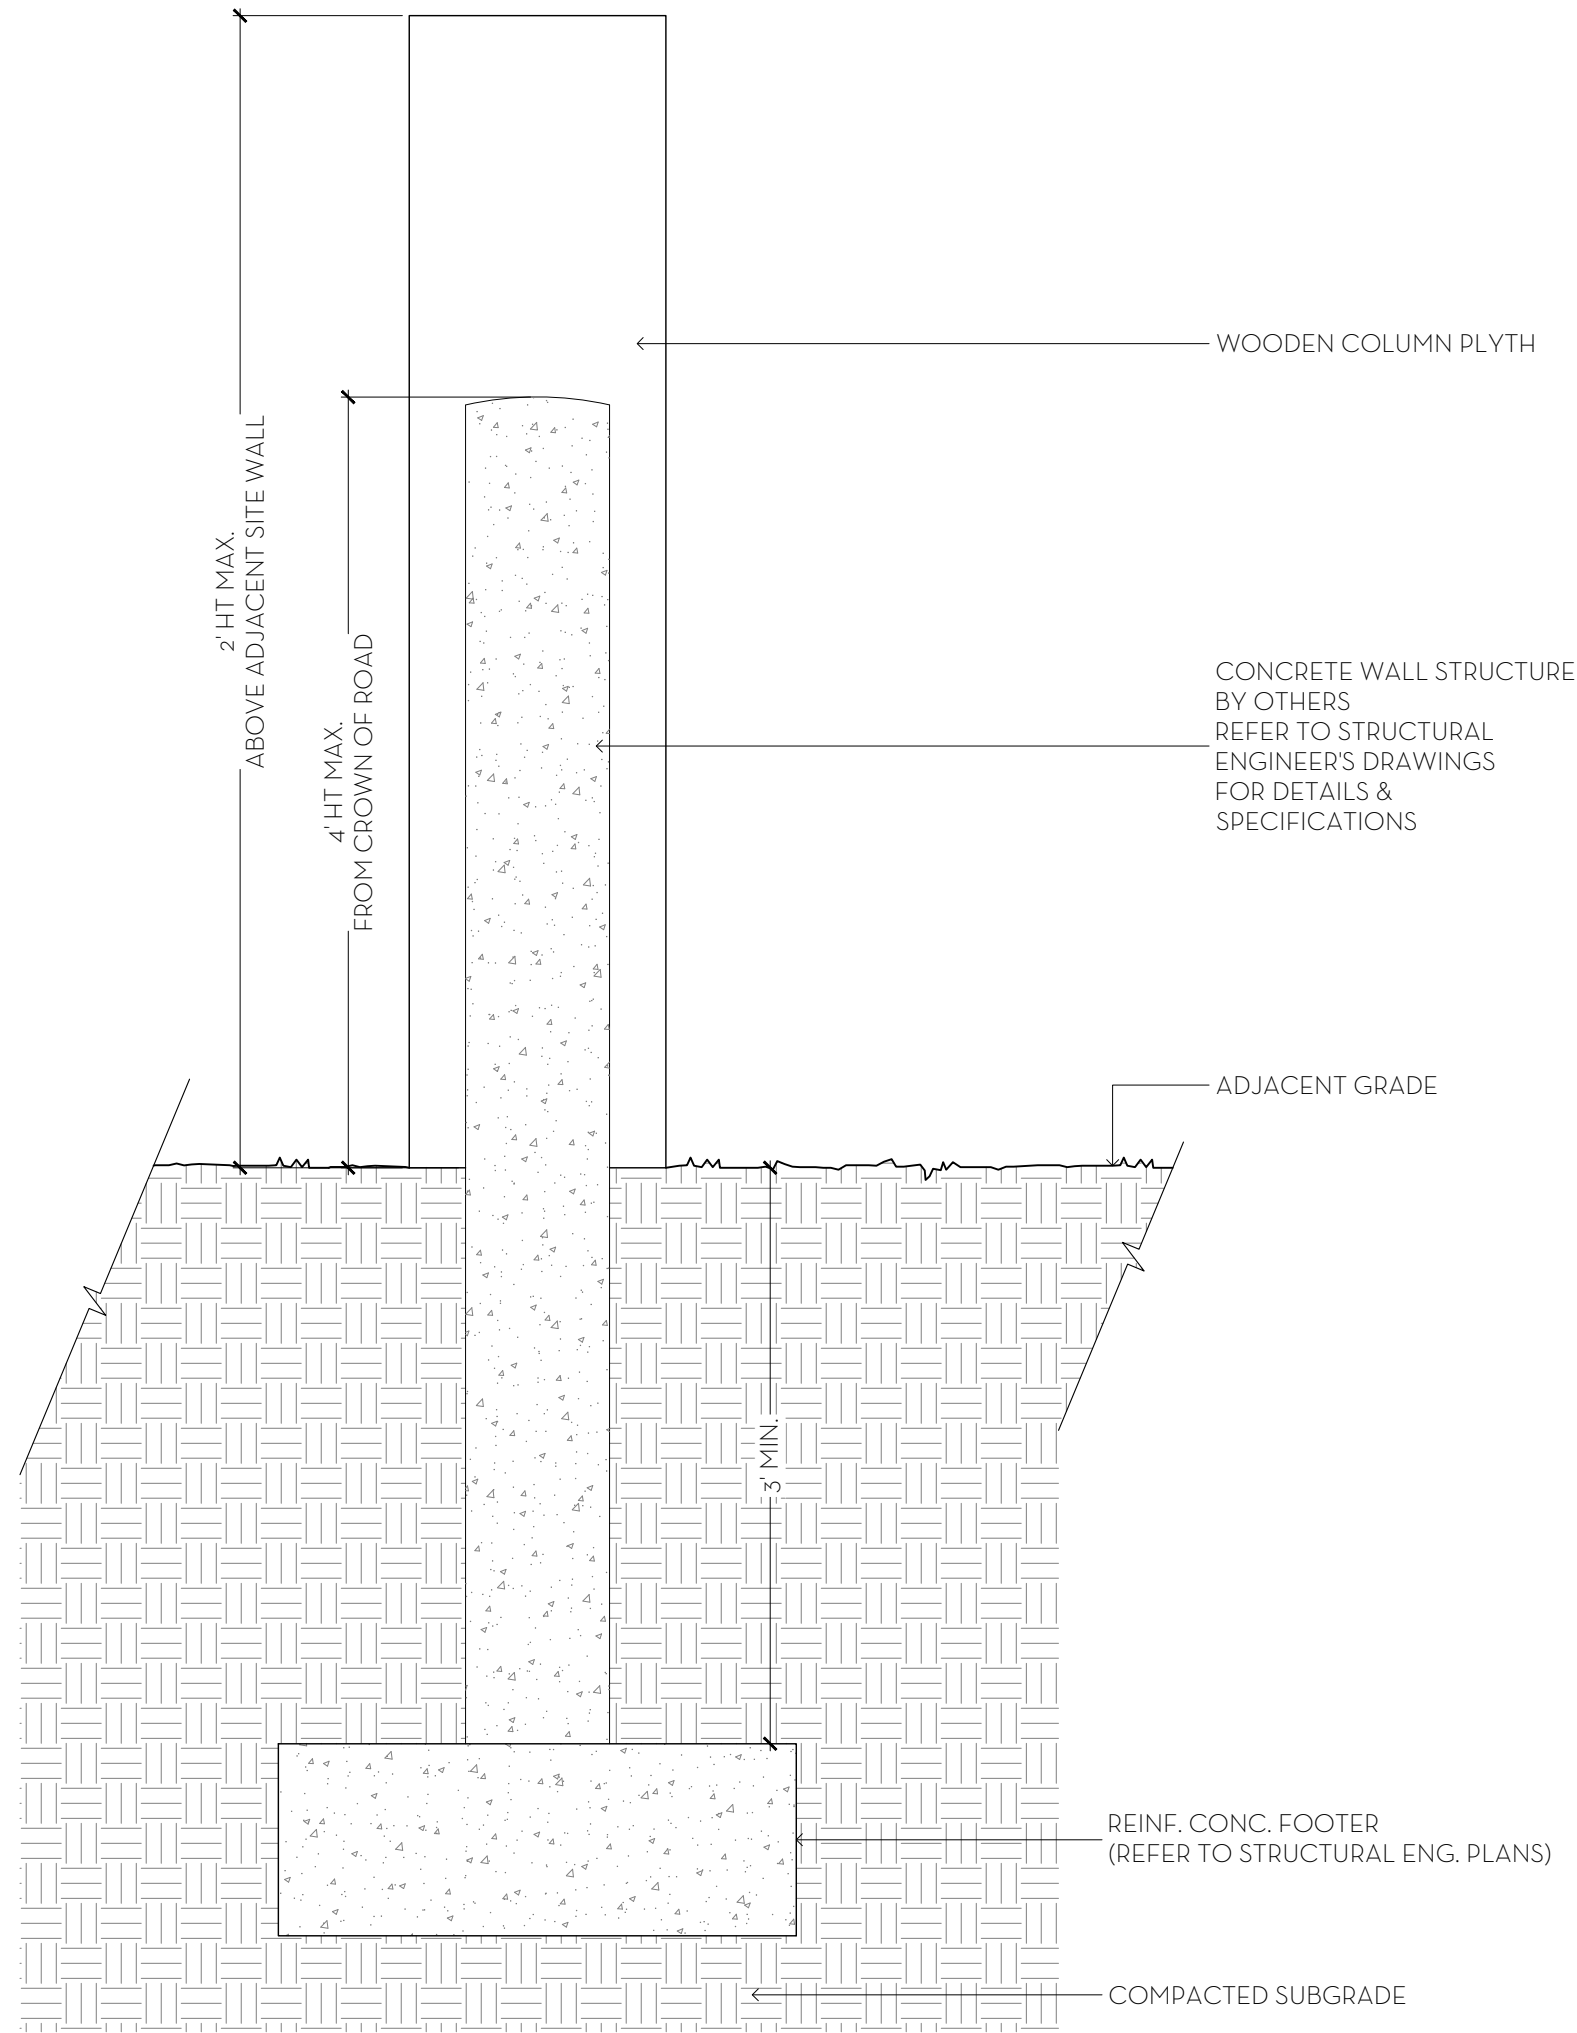 WOODEN COLUMN PLYTH
2' HT MAX.
ABOVE ADJACENT SITE WALL
4' HT MAX.
FROM CROWN OF ROAD
CONCRETE WALL STRUCTURE
BY OTHERS
REFER TO STRUCTURAL
ENGINEER'S DRAWINGS
FOR DETAILS &
SPECIFICATIONS
ADJACENT GRADE
3' MIN.
REINF. CONC. FOOTER
(REFER TO STRUCTURAL ENG. PLANS)
COMPACTED SUBGRADE